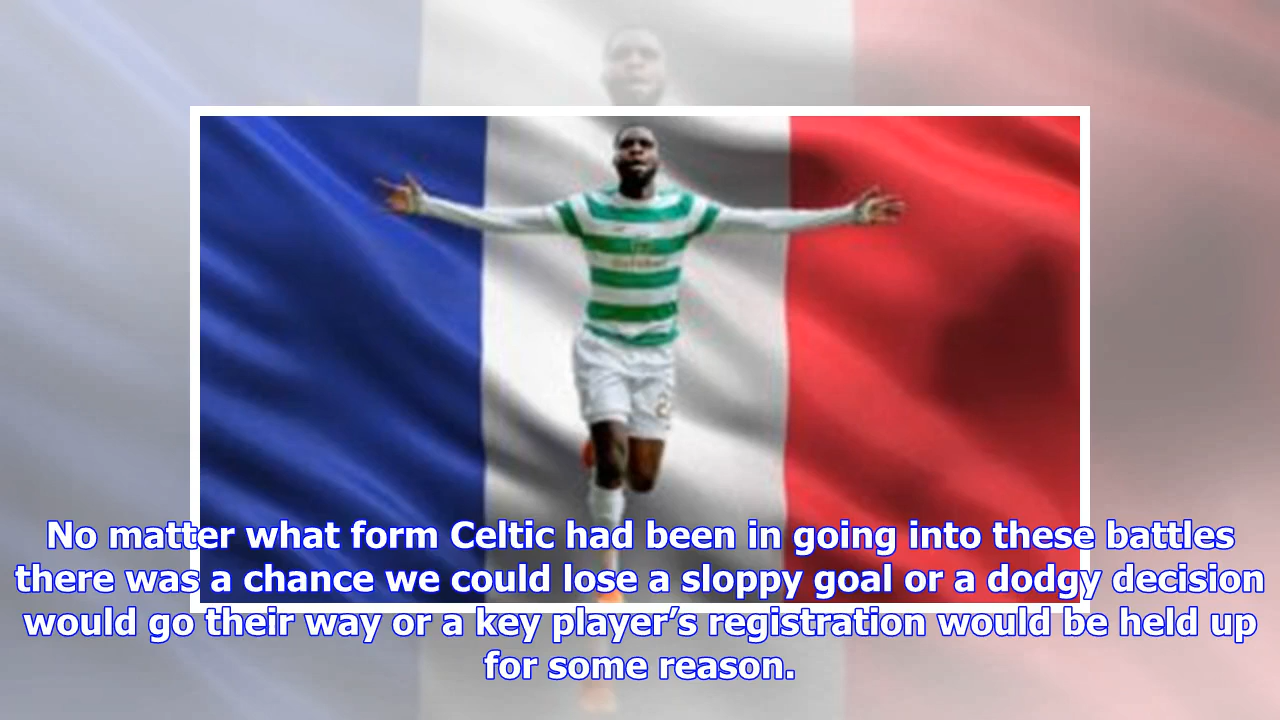 No matter what form Celtic had been in going into these battles
there was a chance we could lose a sloppy goal or a dodgy decision
would go their way or a key player’s registration would be held up
for some reason.